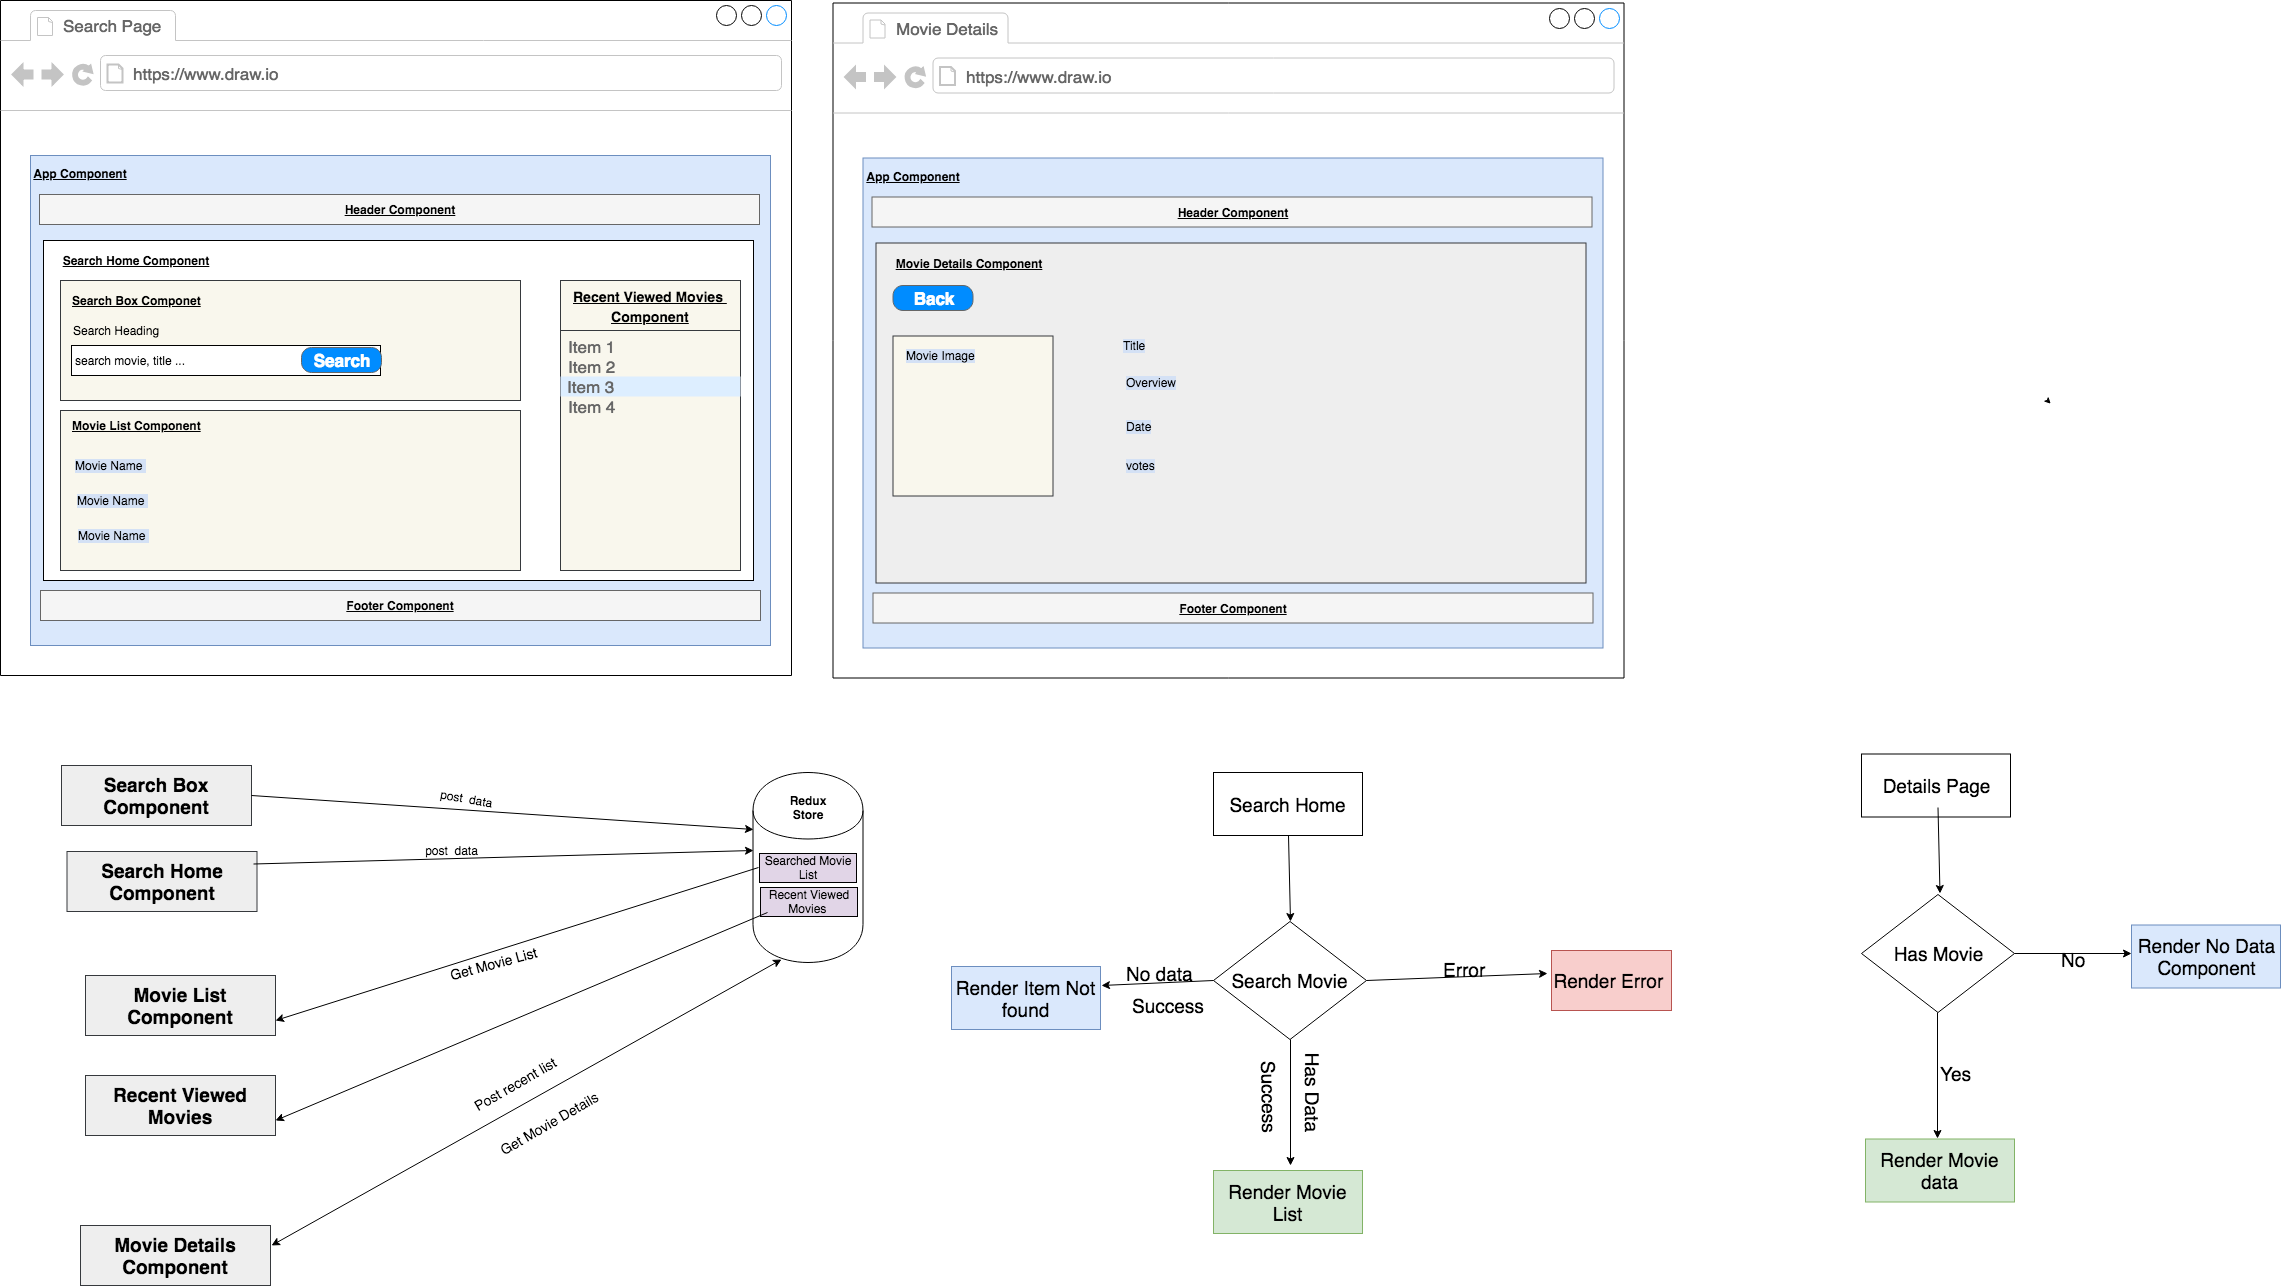 Search Page
https://www.draw.io
App Component
Header Component
Search Home Component
Search Box Componet
Search Heading
search movie, title ...
Search
Movie List Component
Movie Name
Movie Name
Movie Name
Recent Viewed Movies
Component
Item 1
Item 2
Item 3
Item 4
Footer Component
Movie Details
https://www.draw.io
App Component
Header Component
Movie Details Component
Back
Movie Image
Title
Overview
Date
votes
Footer Component
Search Box
Component
post data
Search Home
Component
post data
Redux
Store
Searched Movie
List
Recent Viewed
Movies
Get Movie List
Movie List
Component
Recent Viewed
Movies
Post recent list
Get Movie Details
Movie Details
Component
Search Home
Search Movie
No data
Success
Render Item Not
found
Error
Render Error
Has Data
Success
Render Movie
List
Details Page
Has Movie
No
Render No Data
Component
Yes
Render Movie
data